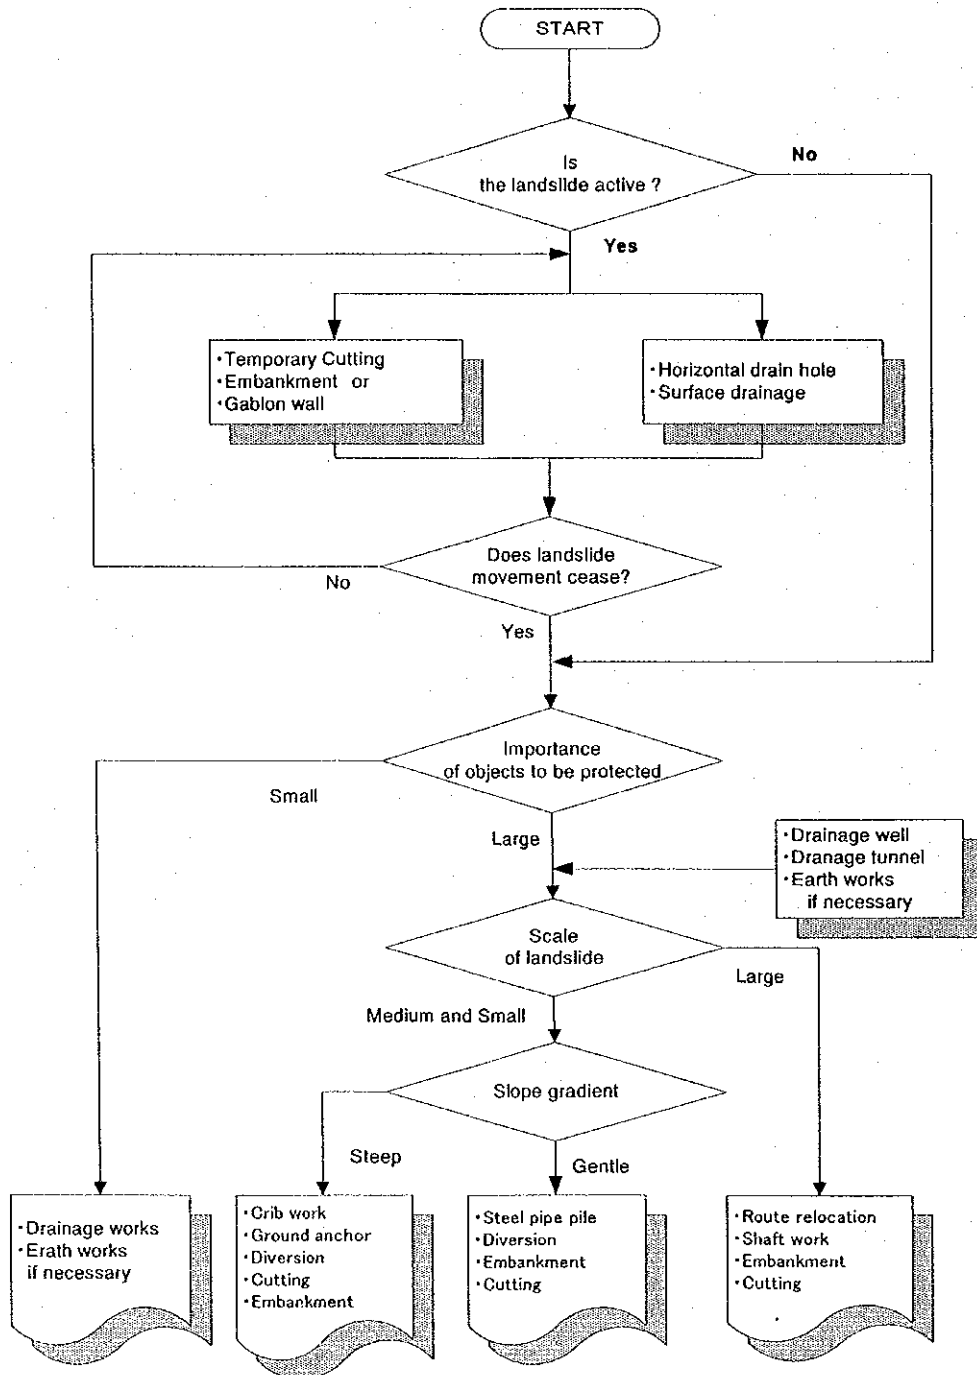 START
Is
the landslide active ?
No
Yes
・Temporary Cutting
・Embankment or
・Gablon wall
・Horizontal drain hole
・Surface drainage
Does landslide
movement cease?
No
Yes
Importance
of objects to be protected
Small
Large
・Drainage well
・Dranage tunnel
・Earth works
if necessary
Scale
of landslide
Large
Medium and Small
Slope gradient
Steep
Gentle
・Drainage works
・Erath works
if necessary
・Crib work
・Ground anchor
・Diversion
・Cutting
・Embankment
・Steel pipe pile
・Diversion
・Embankment
・Cutting
・Route relocation
・Shaft work
・Embankment
・Cutting